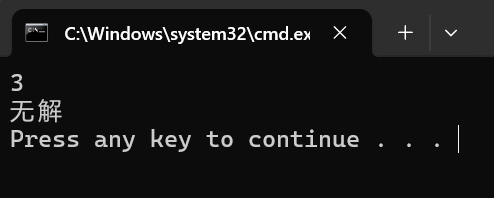 C:\Windows\system32\cmd.ex
3
无解
Press any key to continue . . .